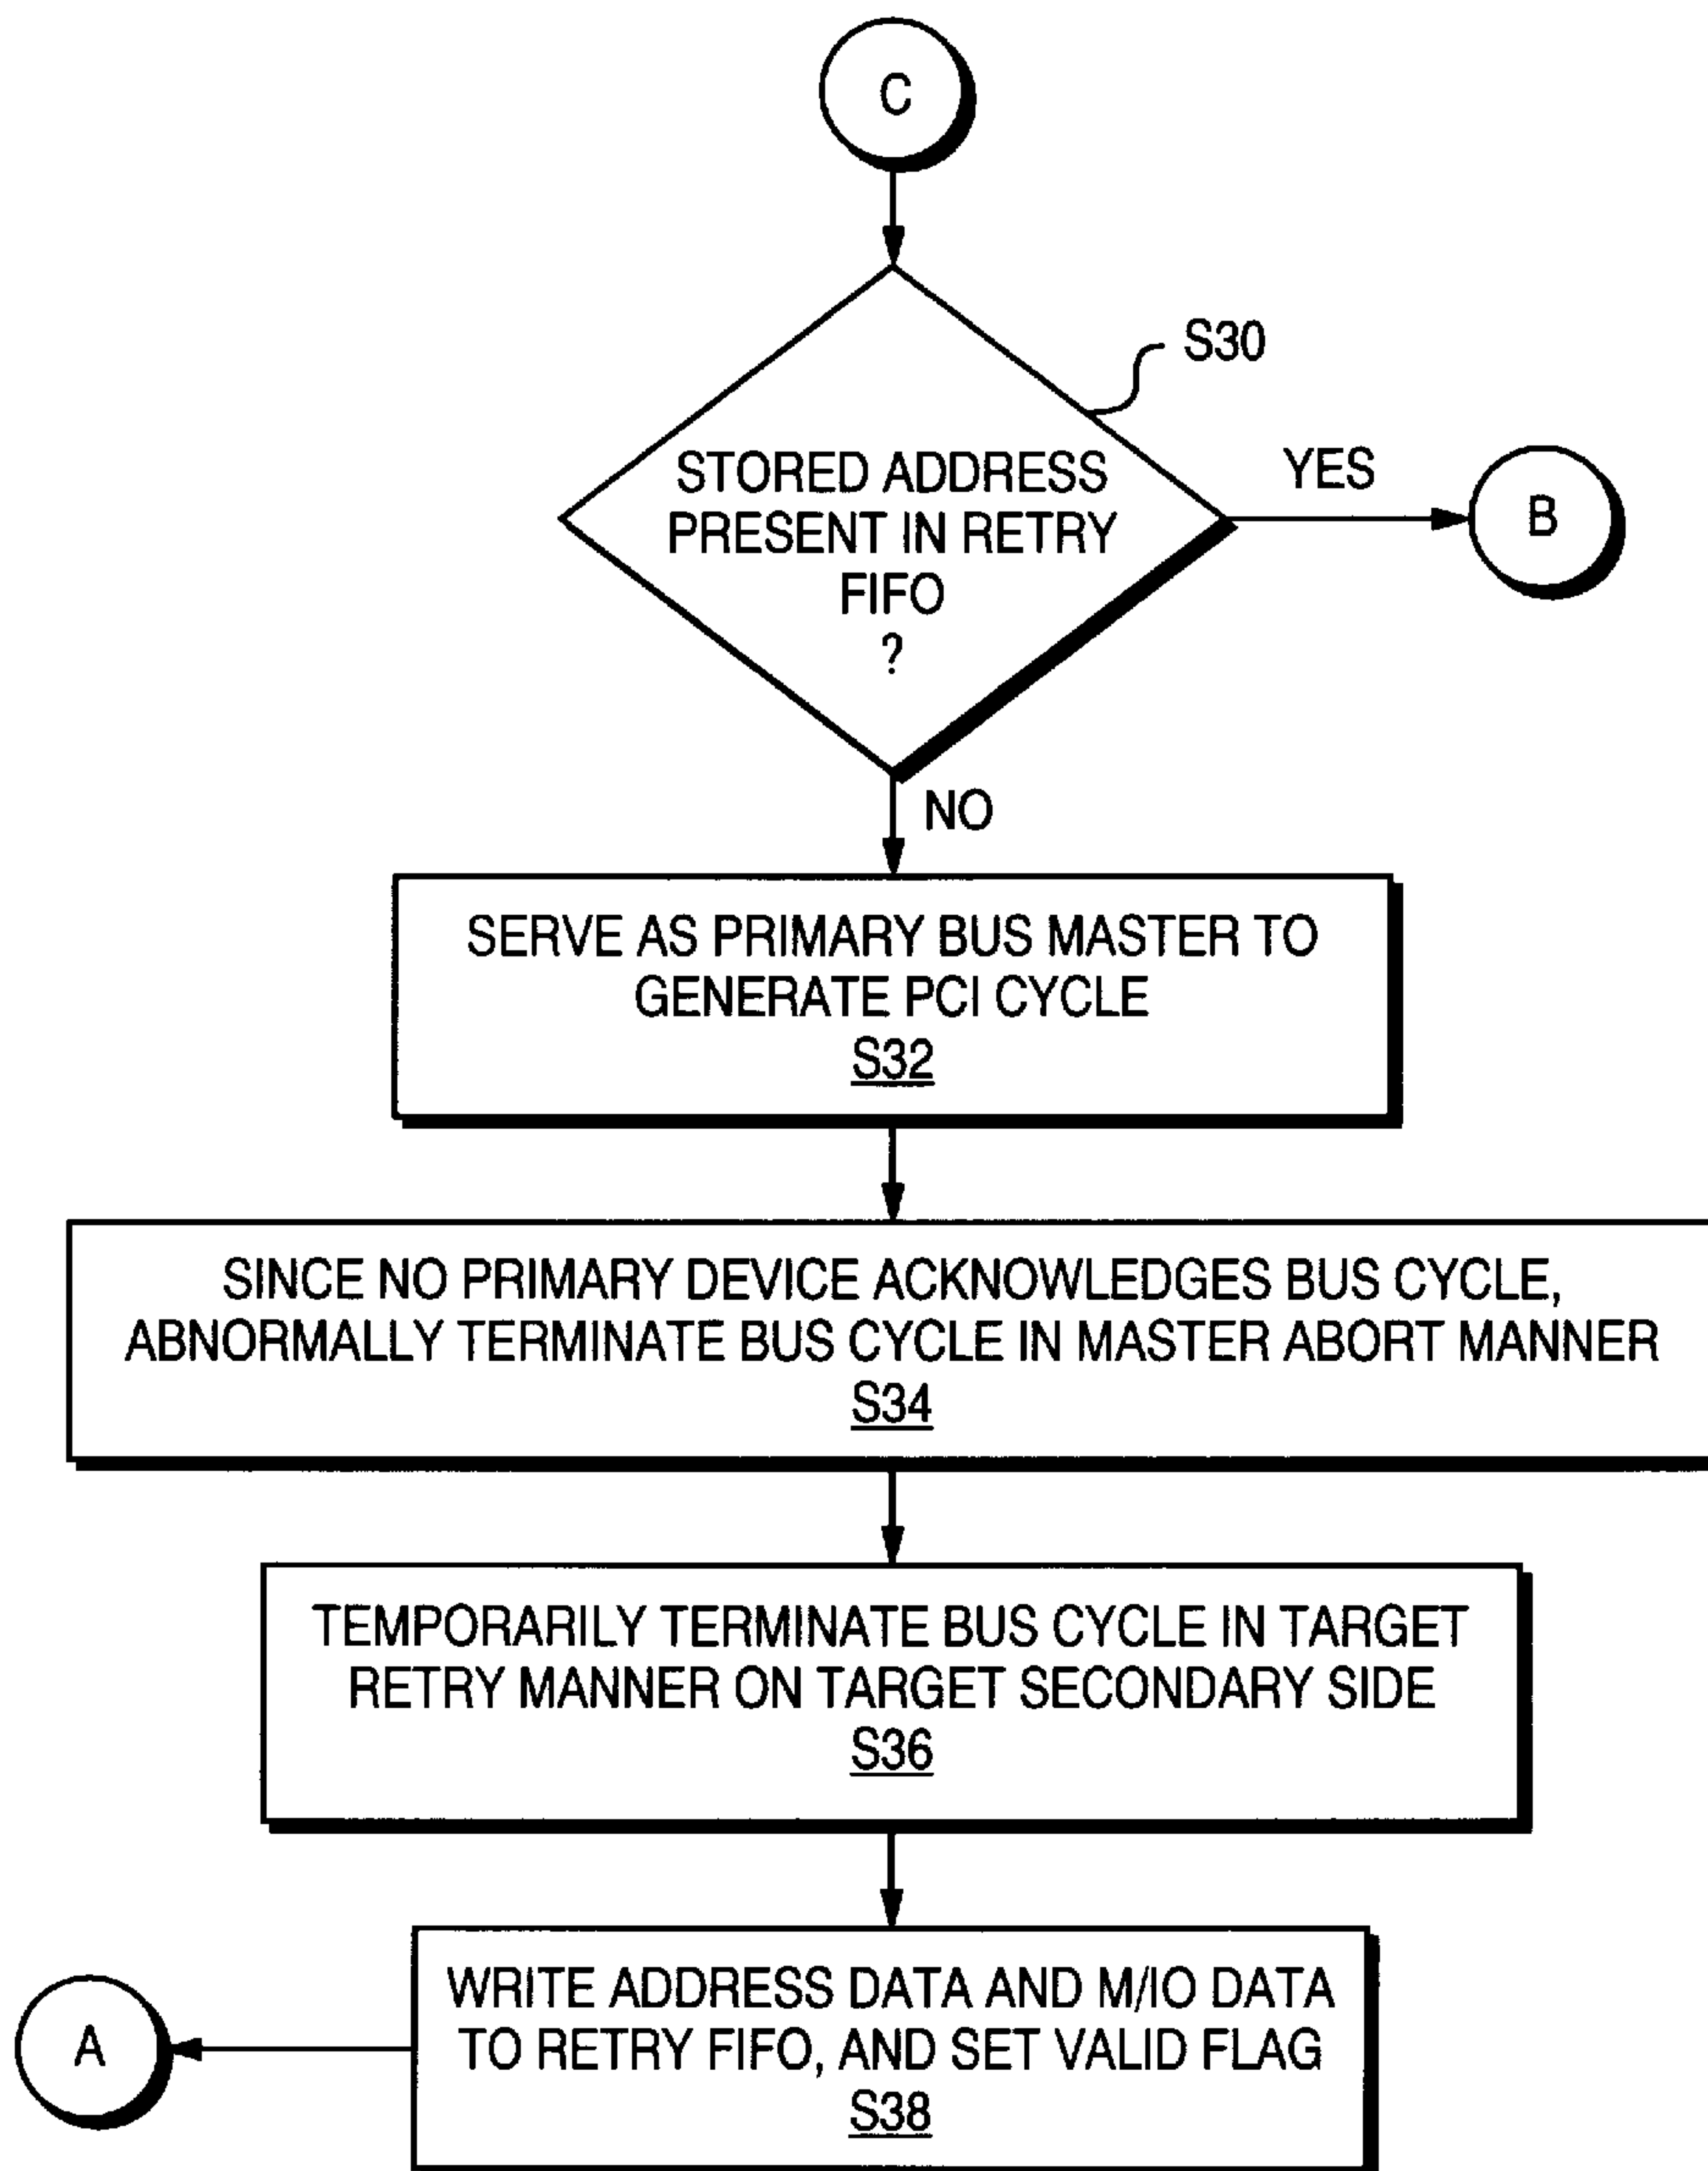 C
S30
STORED ADDRESS
PRESENT IN RETRY
FIFO
?
YES
B
NO
SERVE AS PRIMARY BUS MASTER TO
GENERATE PCI CYCLE
S32
SINCE NO PRIMARY DEVICE ACKNOWLEDGES BUS CYCLE,
ABNORMALLY TERMINATE BUS CYCLE IN MASTER ABORT MANNER
S34
TEMPORARILY TERMINATE BUS CYCLE IN TARGET
RETRY MANNER ON TARGET SECONDARY SIDE
S36
WRITE ADDRESS DATA AND M/IO DATA
TO RETRY FIFO, AND SET VALID FLAG
S38
A